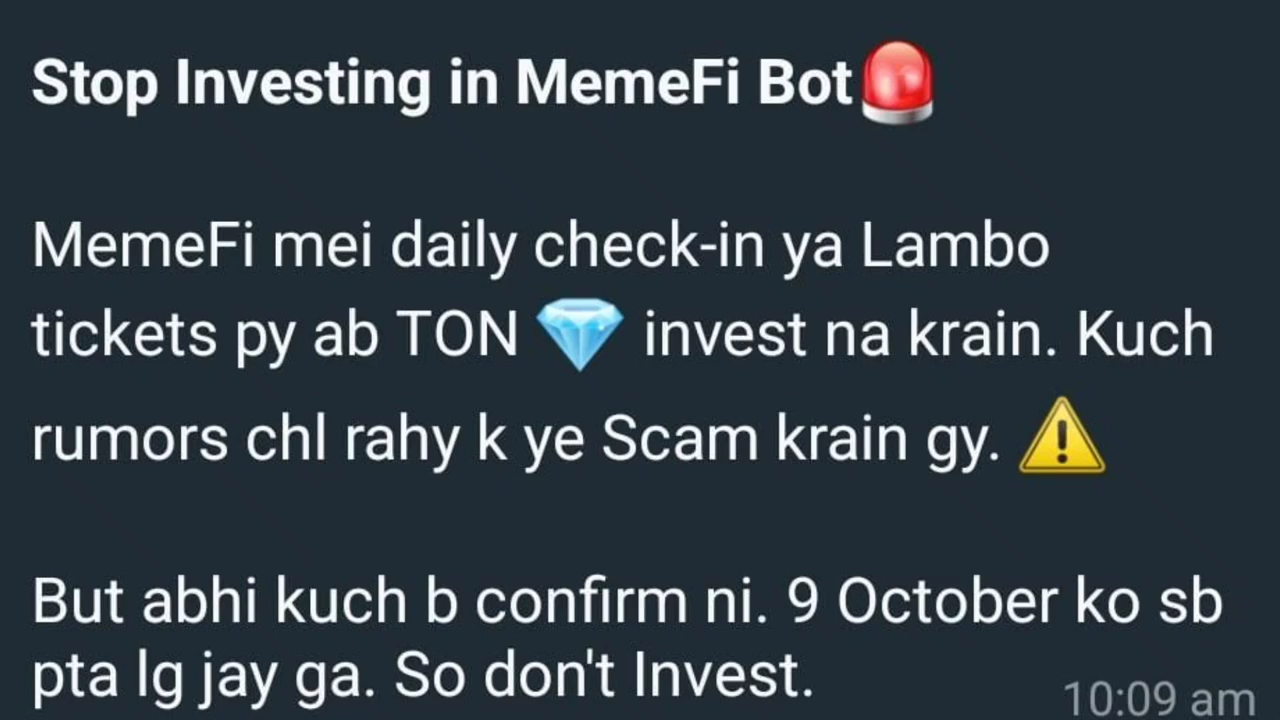 Stop Investing in MemeFi Bot🚨
MemeFi mei daily check-in ya Lambo
tickets py ab TON 💎 invest na krain. Kuch
rumors chl rahy k ye Scam krain gy. ⚠️
But abhi kuch b confirm ni. 9 October ko sb
pta lg jay ga. So don't Invest.
10:09 am